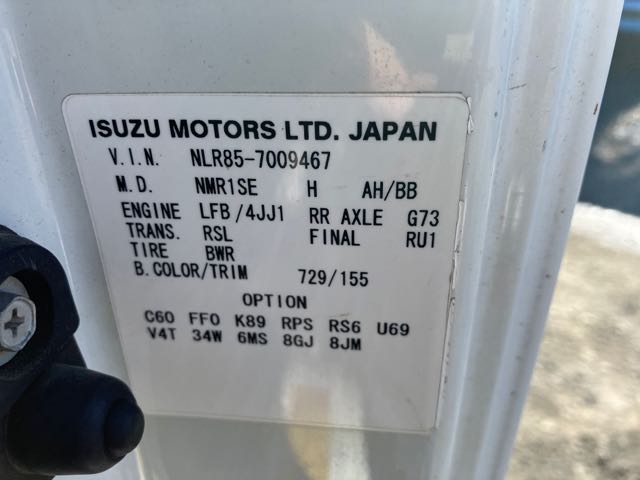 ISUZU MOTORS LTD. JAPAN
V.I.N. NLR85-7009467
M.D. NMR1SE H AH/BB
ENGINE LFB/4JJ1 RR AXLE G73
TRANS. RSL FINAL RU1
TIRE BWR
B.COLOR/TRIM 729/155
OPTION
C60 FF0 K89 RPS RS6 U69
V4T 34W 6MS 8GJ 8JM